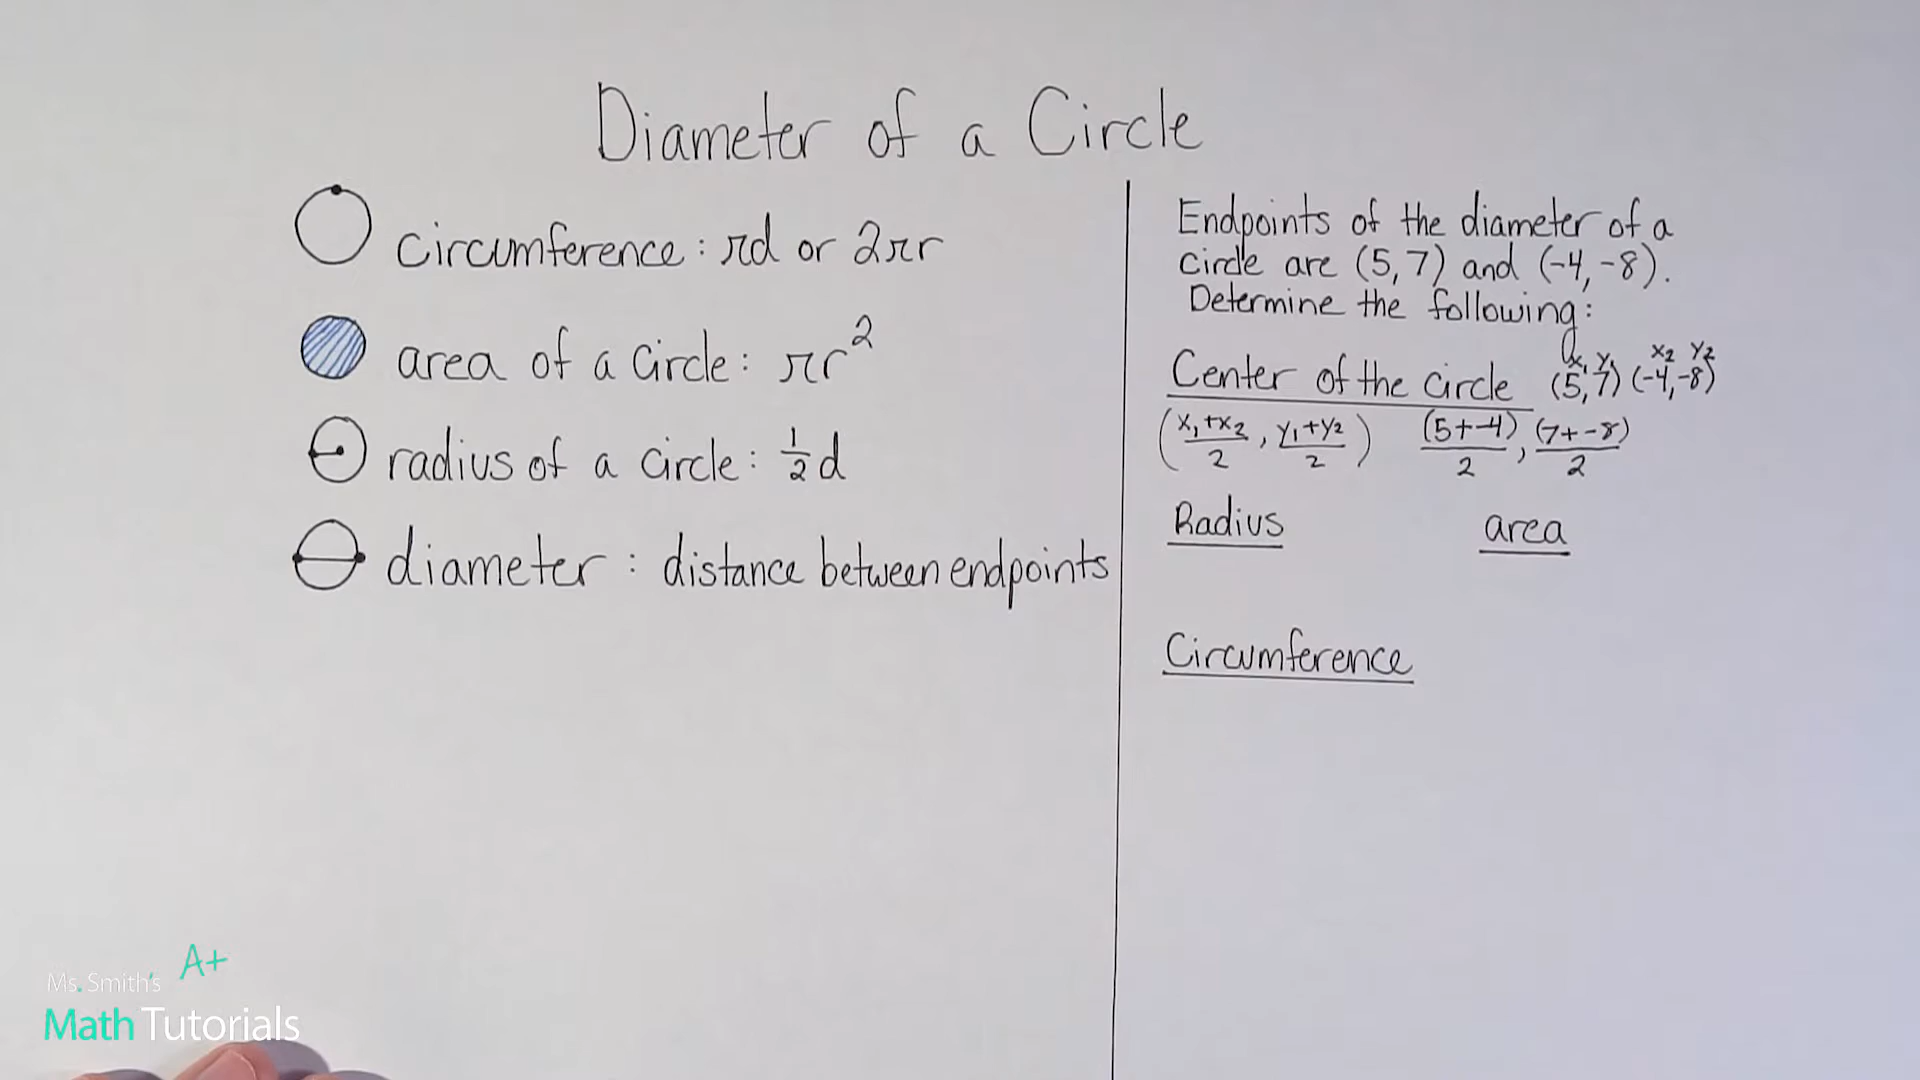 Diameter of a Circle
circumference: πd or 2πr
area of a circle: πr²
radius of a circle: ½d
diameter: distance between endpoints
Endpoints of the diameter of a
circle are (5,7) and (-4,-8).
Determine the following:
x₁ y₁ x₂ y₂
Center of the circle (5,7) (-4,-8)
(x₁+x₂/2, y₁+y₂/2) (5+-4)/2, (7+-8)/2
Radius area
Circumference
A+
Ms. Smith's
Math Tutorials